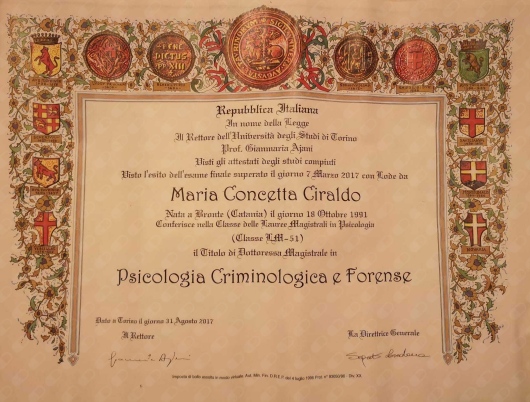 Repubblica Italiana
In nome della Legge
Il Rettore dell'Università degli Studi di Torino
Prof. Gianmaria Ajani
Visti gli attestati degli studi compiuti
Visto l'esito dell'esame finale superato il giorno 7 Marzo 2017 con Lode da
Maria Concetta Ciraldo
Nata a Bronte (Catania) il giorno 18 Ottobre 1991
Conferisce nella Classe delle Lauree Magistrali in Psicologia
(Classe LM-51)
il Titolo di Dottoressa Magistrale in
Psicologia Criminologica e Forense
Dato a Torino il giorno 31 Agosto 2017
Il Rettore
La Direttrice Generale